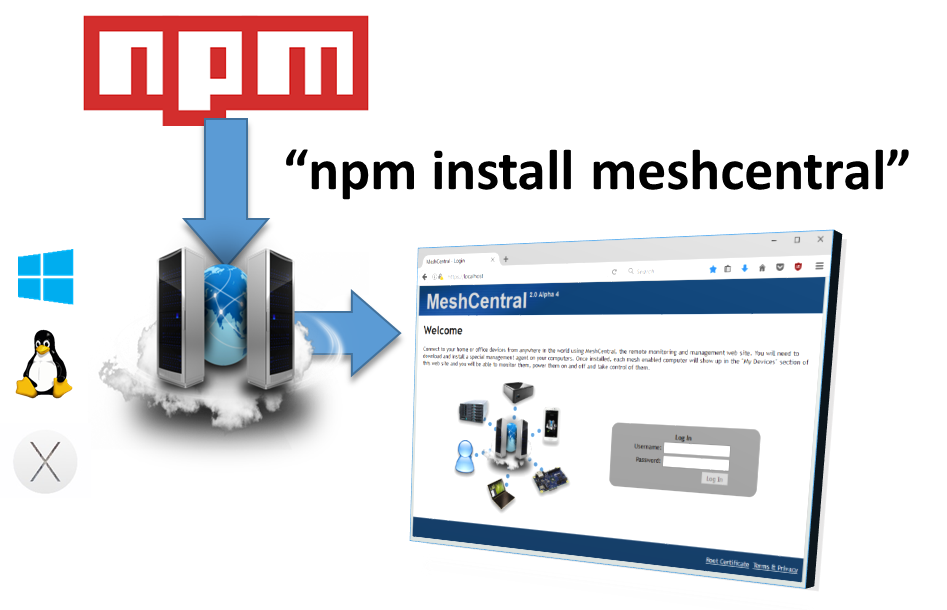 npm
“npm install meshcentral”
MeshCentral - Login
localhost
Search
MeshCentral 2.0 Alpha 4
Welcome
Connect to your home or office devices from anywhere in the world using MeshCentral, the remote monitoring and management web site. You will need to
download and install a special management agent on your computers. Once installed, each mesh enabled computer will show up in the "My Devices" section of
this web site and you will be able to monitor them, power them on and off and take control of them.
Log In
Username:
Password:
Log In
Root Certificate Terms & Privacy